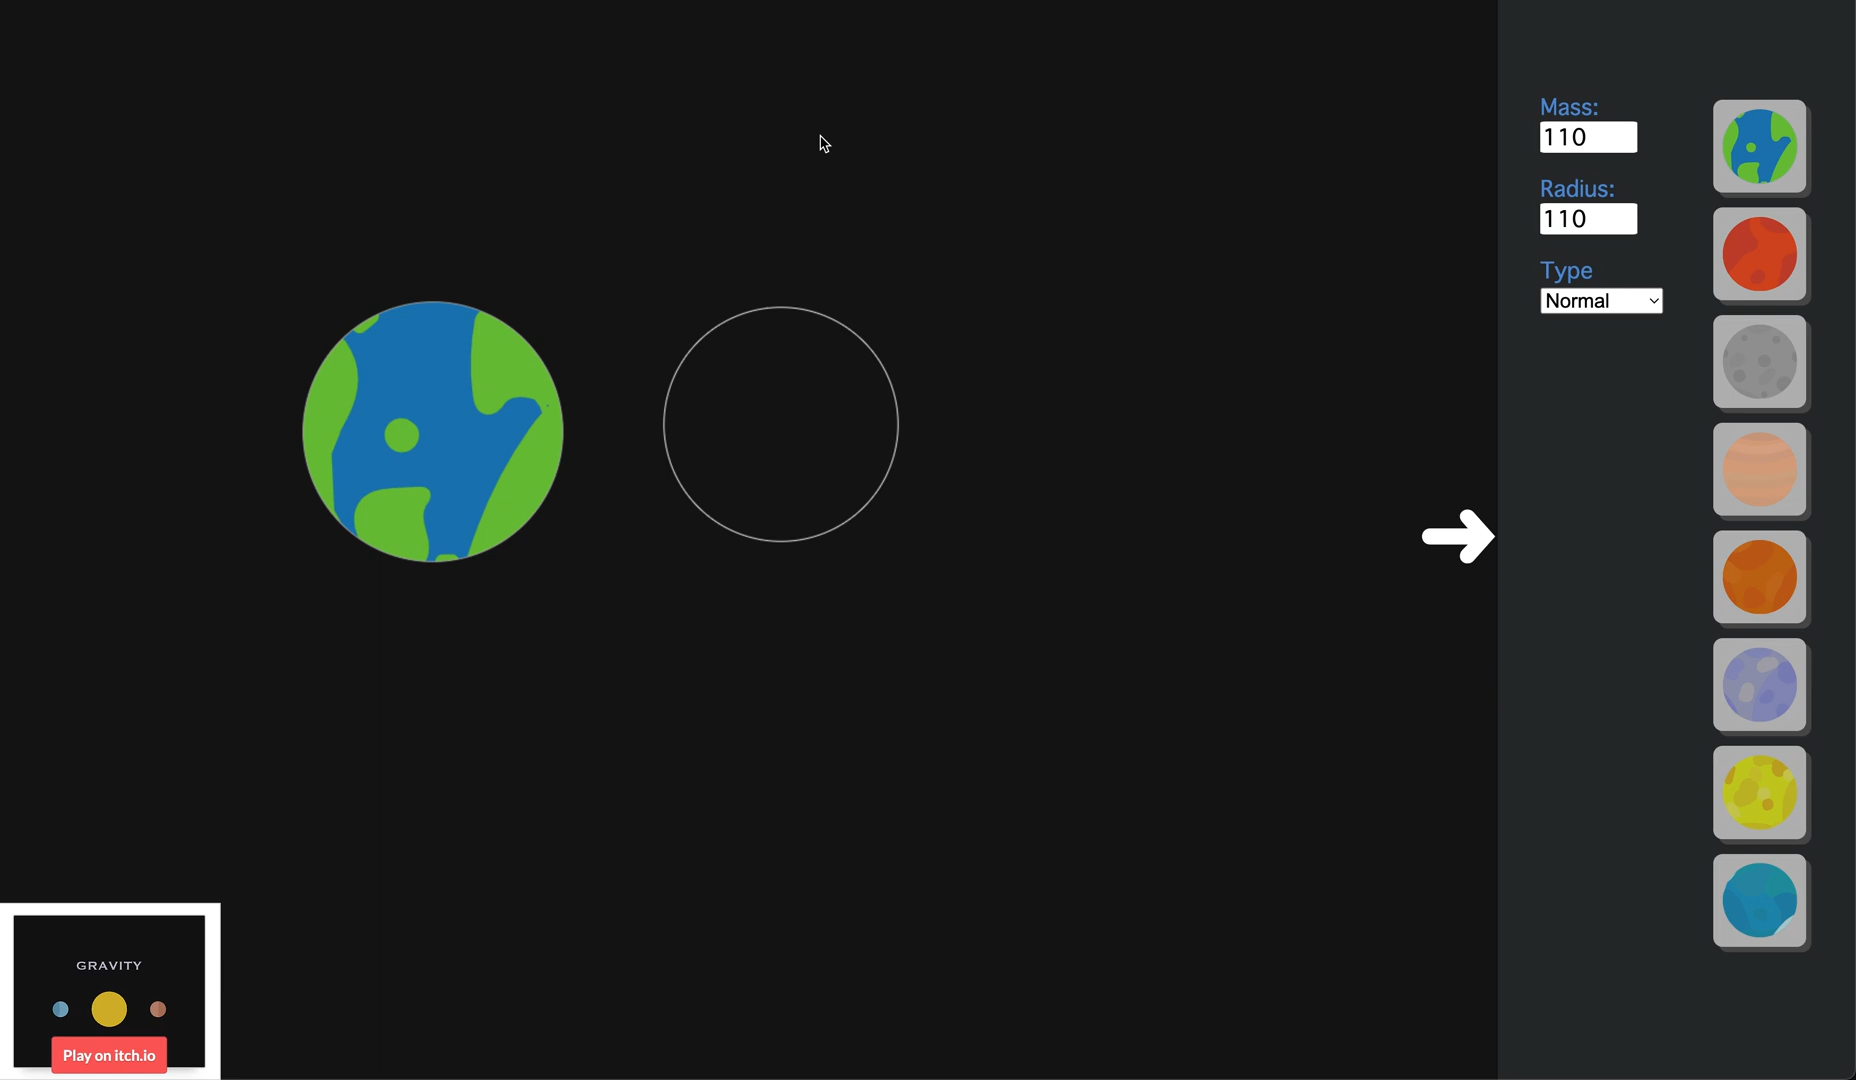 Mass:
110
Radius:
110
Type
Normal
GRAVITY
Play on itch.io